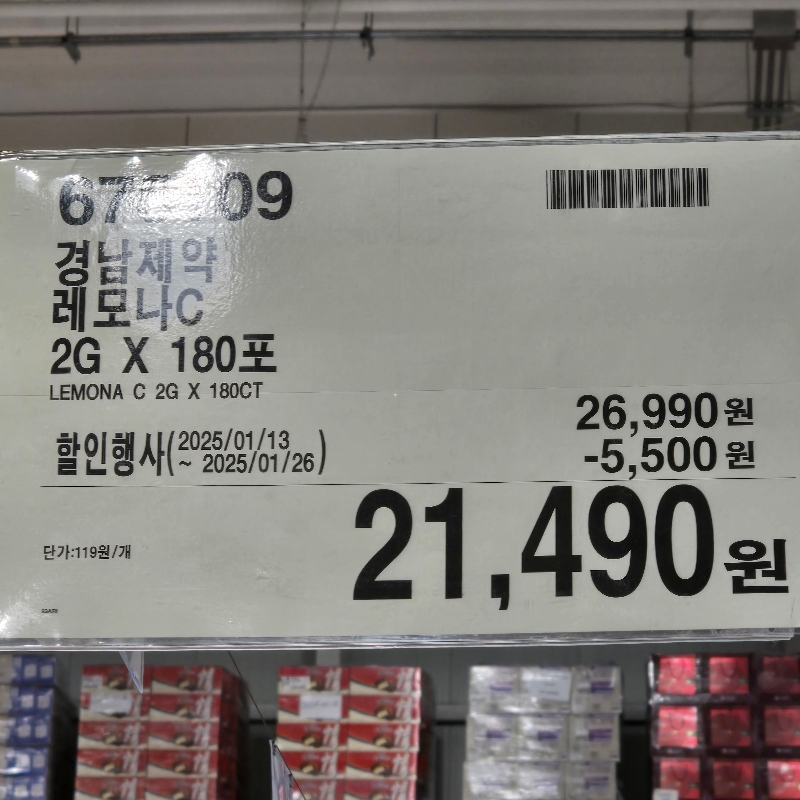 경남제약
레모나C
2G X 180포
LEMONA C 2G X 180CT
26,990원
할인행사(2025/01/13 ~ 2025/01/26)
-5,500원
21,490원
단가:119원/개